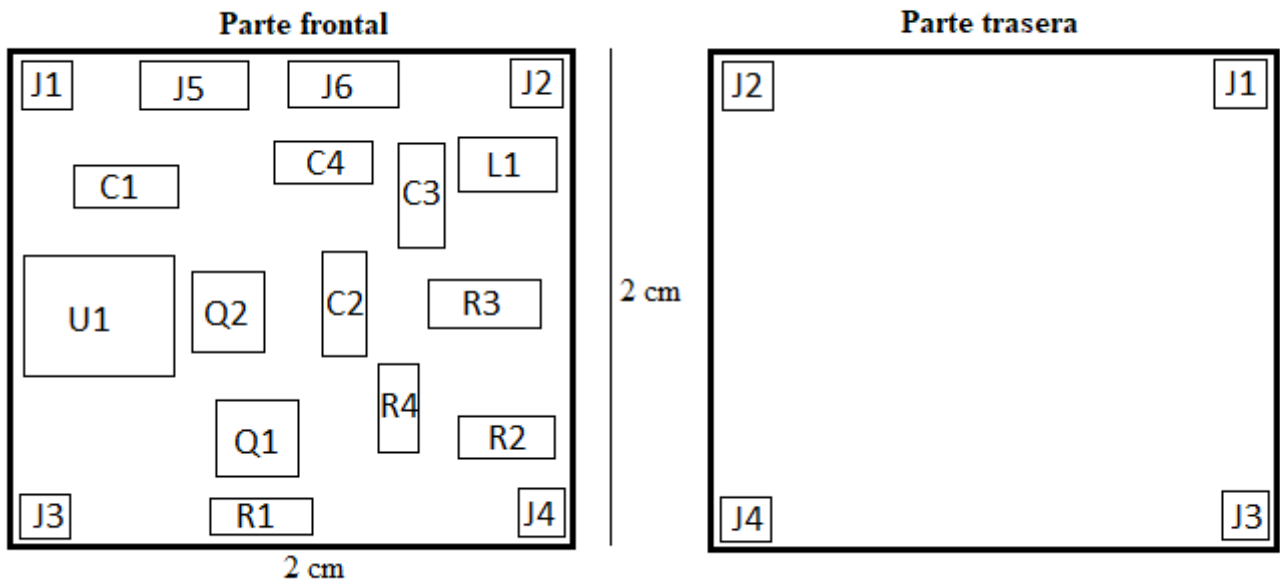 Parte frontal
Parte trasera
J1
J5
J6
J2
J2
J1
C4
L1
C1
C3
2 cm
U1
Q2
C2
R3
R4
Q1
R2
J3
R1
J4
J4
J3
2 cm